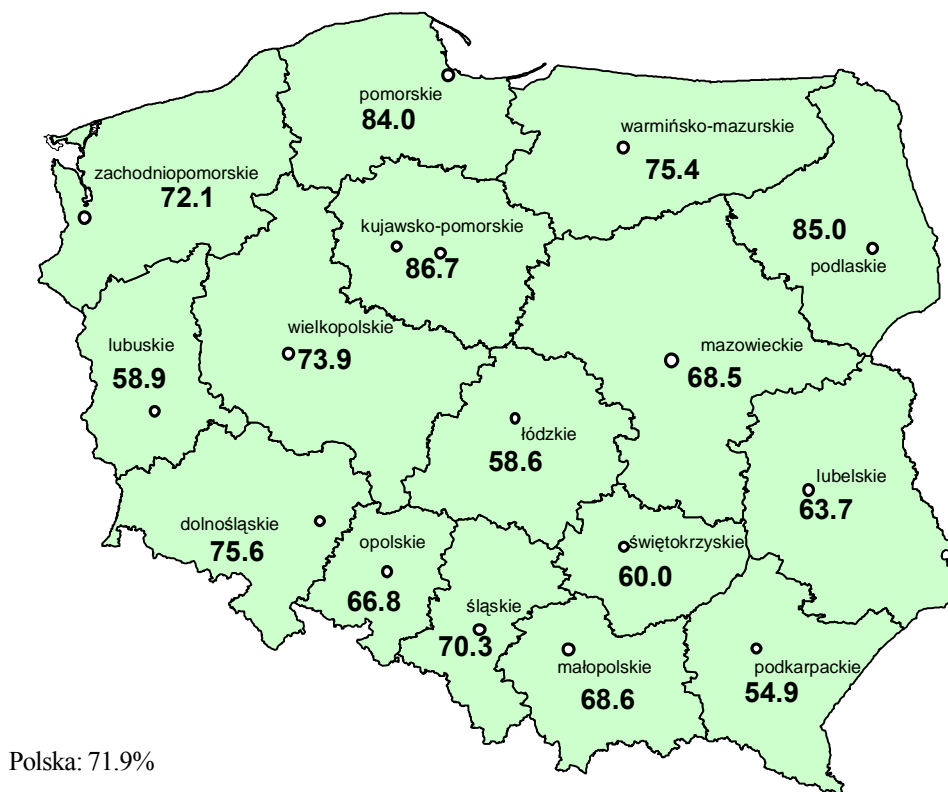 pomorskie
84.0
warmińsko-mazurskie
75.4
zachodniopomorskie
72.1
kujawsko-pomorskie
86.7
85.0
podlaskie
wielkopolskie
73.9
lubuskie
58.9
mazowieckie
68.5
łódzkie
58.6
lubelskie
63.7
dolnośląskie
75.6
opolskie
66.8
świętokrzyskie
60.0
śląskie
70.3
małopolskie
68.6
podkarpackie
54.9
Polska: 71.9%